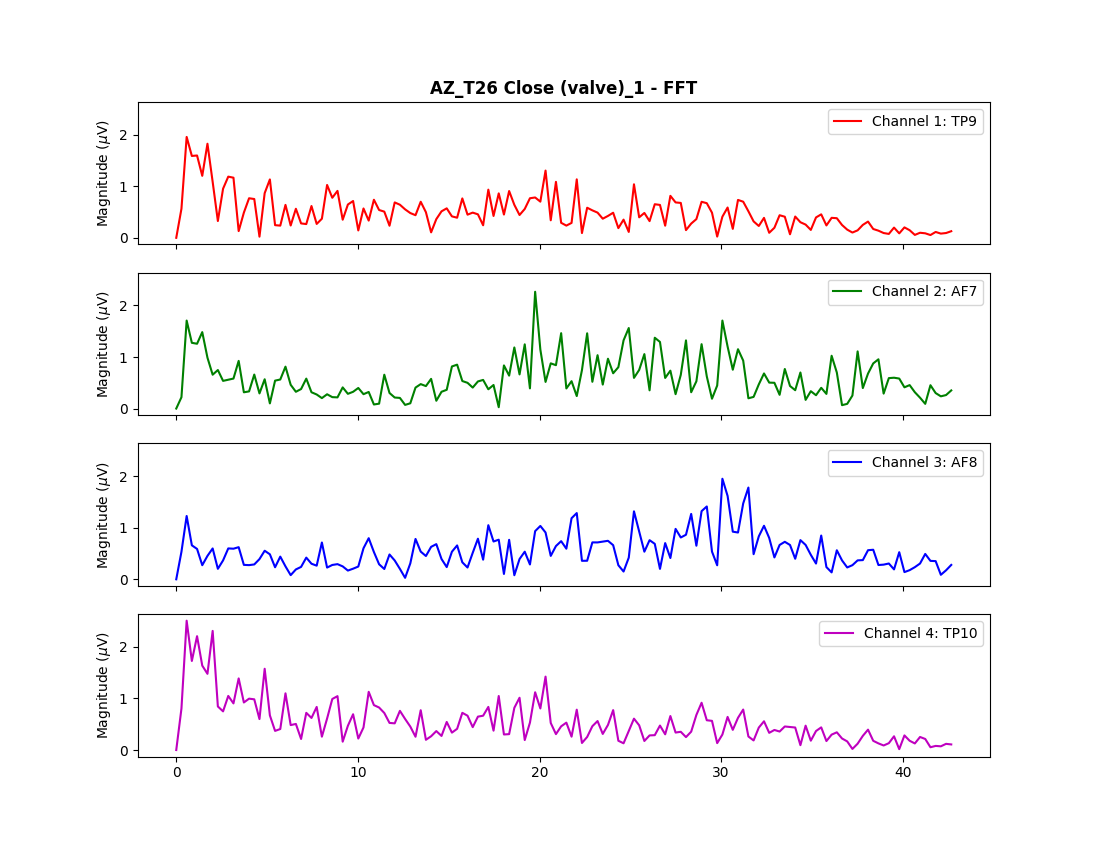 AZ_T26 Close (valve)_1 - FFT
Magnitude (μV)
2
1
0
Channel 1: TP9
Magnitude (μV)
2
1
0
Channel 2: AF7
Magnitude (μV)
2
1
0
Channel 3: AF8
Magnitude (μV)
2
1
0
Channel 4: TP10
0 10 20 30 40